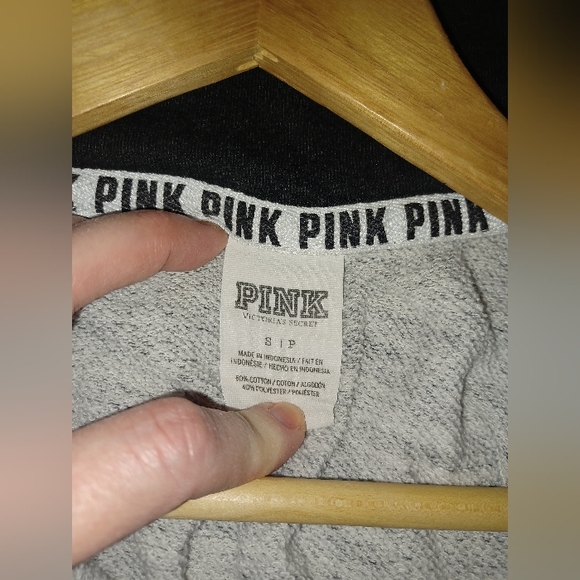 K PINK PINK PINK PINK
PINK
VICTORIA'S SECRET
S | P
MADE IN INDONESIA / FAIT EN
INDONÉSIE / HECHO EN INDONESIA
60% COTTON / COTON / ALGODÓN
40% POLYESTER / POLIÉSTER